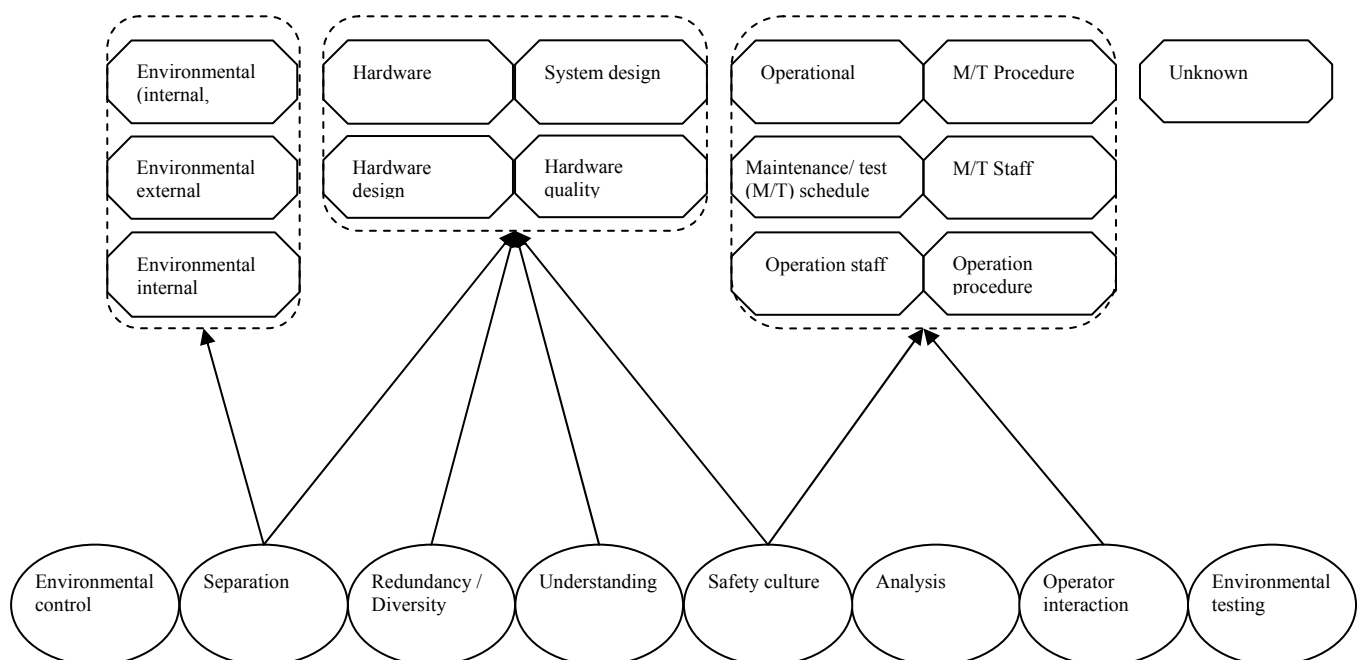 Environmental
(internal,
Hardware
System design
Operational
M/T Procedure
Unknown
Environmental
external
Hardware
design
Hardware
quality
Maintenance/ test
(M/T) schedule
M/T Staff
Environmental
internal
Operation staff
Operation
procedure
Environmental
control
Separation
Redundancy /
Diversity
Understanding
Safety culture
Analysis
Operator
interaction
Environmental
testing